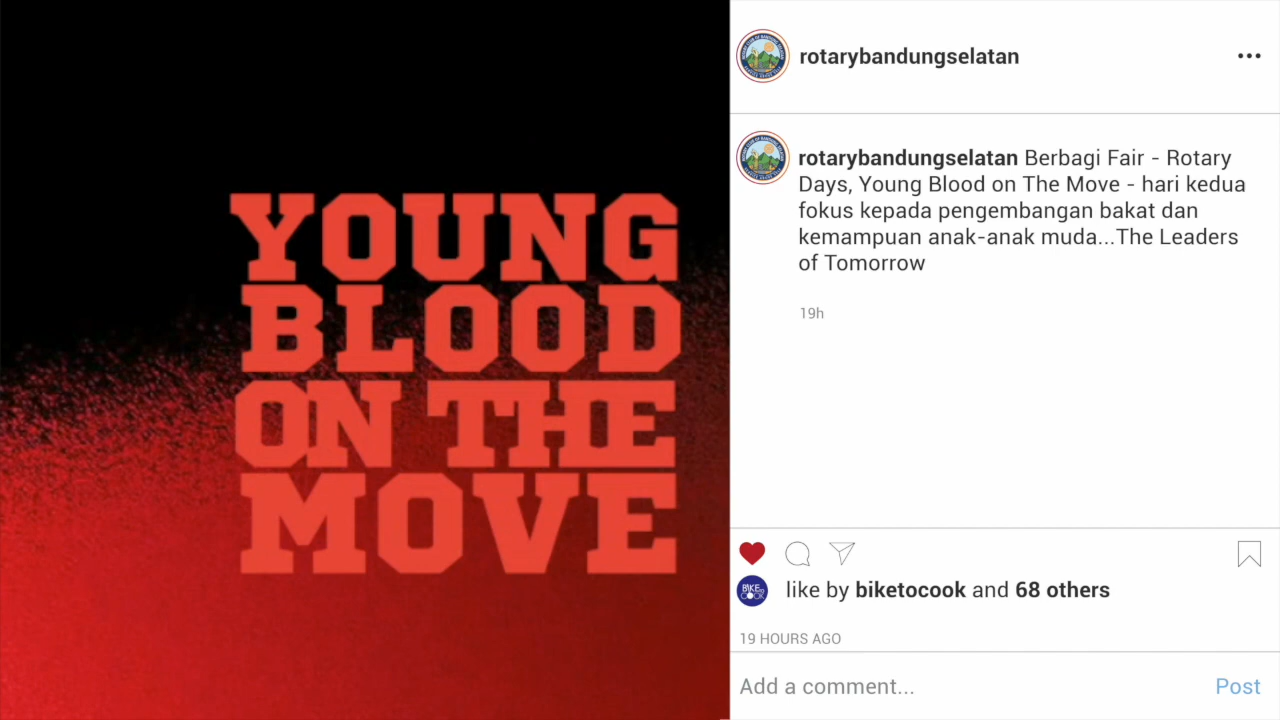 YOUNG
BLOOD
ON THE
MOVE
rotarybandungselatan
rotarybandungselatan Berbagi Fair - Rotary
Days, Young Blood on The Move - hari kedua
fokus kepada pengembangan bakat dan
kemampuan anak-anak muda...The Leaders
of Tomorrow
19h
BIKE
COOK
like by biketocook and 68 others
19 HOURS AGO
Add a comment...
Post